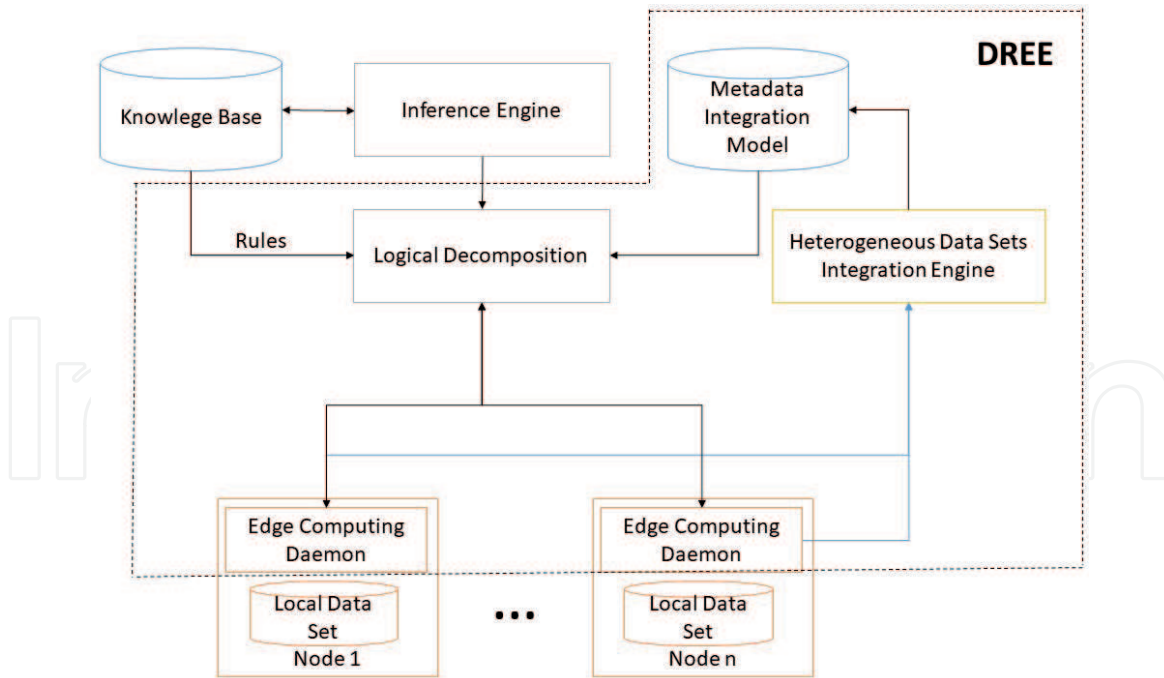 DREE
Knowlege Base
Inference Engine
Metadata
Integration
Model
Rules
Logical Decomposition
Heterogeneous Data Sets
Integration Engine
Edge Computing
Daemon
Edge Computing
Daemon
Local Data
Set
Node 1
...
Local Data
Set
Node n